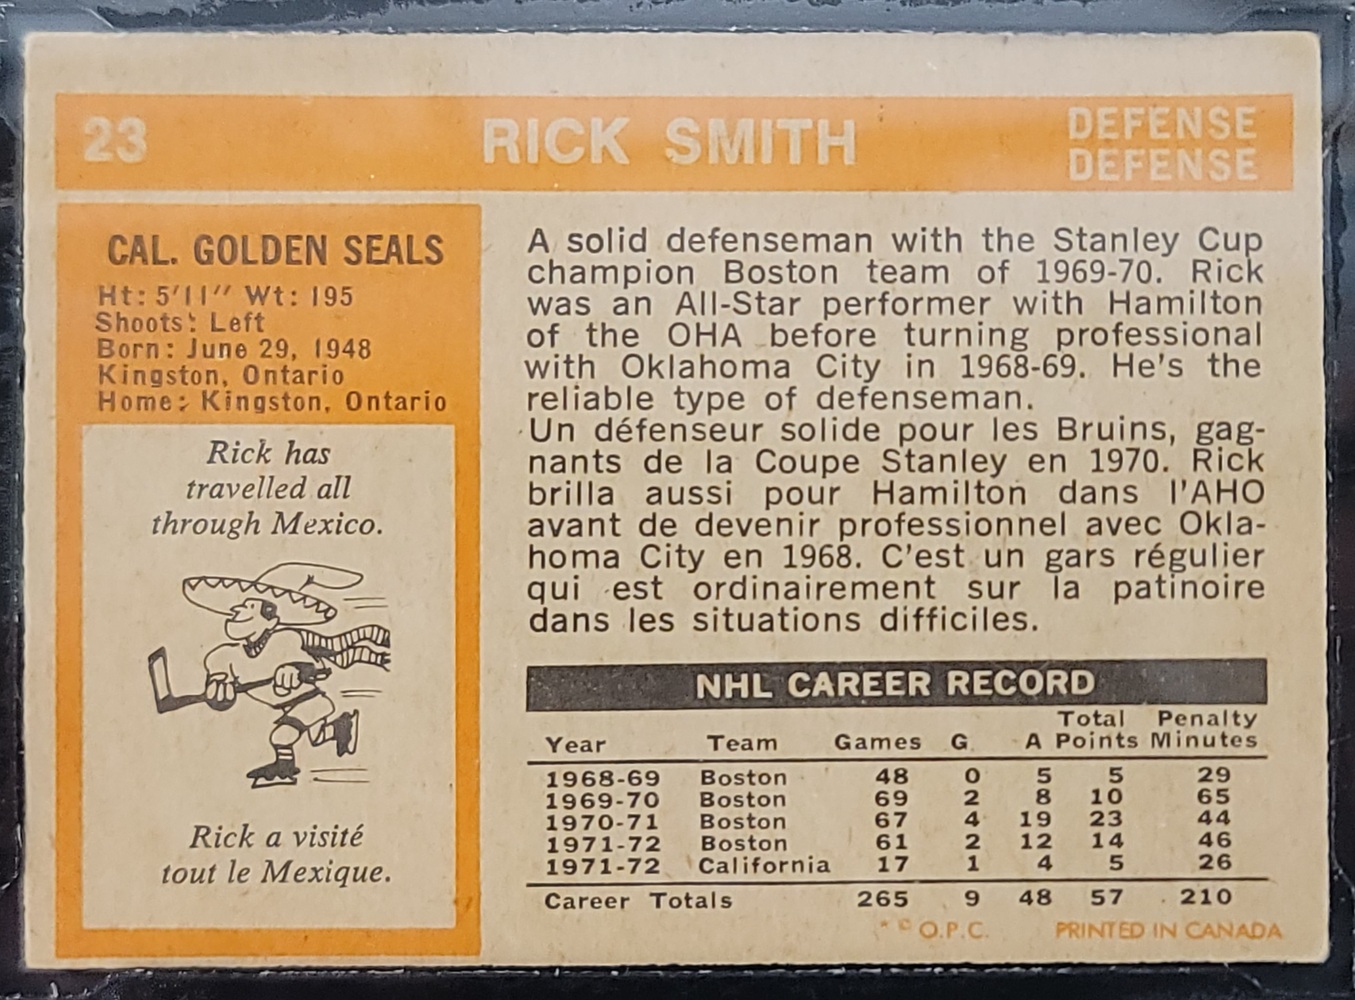 23 RICK SMITH DEFENSE
DEFENSE
CAL. GOLDEN SEALS
Ht: 5'11″ Wt: 195
Shoots: Left
Born: June 29, 1948
Kingston, Ontario
Home: Kingston, Ontario
Rick has
travelled all
through Mexico.
Rick a visité
tout le Mexique.
A solid defenseman with the Stanley Cup
champion Boston team of 1969-70. Rick
was an All-Star performer with Hamilton
of the OHA before turning professional
with Oklahoma City in 1968-69. He's the
reliable type of defenseman.
Un défenseur solide pour les Bruins, gag-
nants de la Coupe Stanley en 1970. Rick
brilla aussi pour Hamilton dans l'AHO
avant de devenir professionnel avec Okla-
homa City en 1968. C'est un gars régulier
qui est ordinairement sur la patinoire
dans les situations difficiles.
NHL CAREER RECORD
Total Penalty
Year Team Games G A Points Minutes
1968-69 Boston 48 0 5 5 29
1969-70 Boston 69 2 8 10 65
1970-71 Boston 67 4 19 23 44
1971-72 Boston 61 2 12 14 46
1971-72 California 17 1 4 5 26
Career Totals 265 9 48 57 210
* © O.P.C. PRINTED IN CANADA